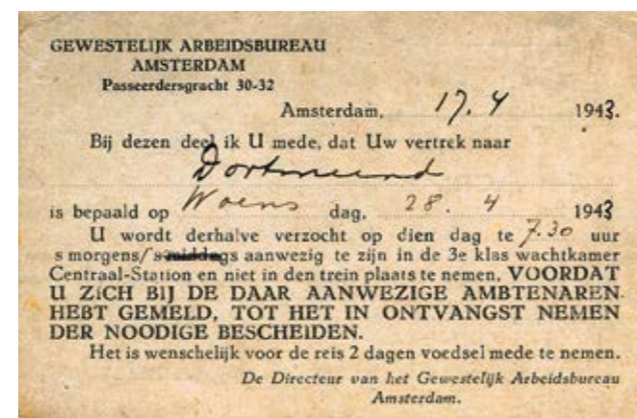 GEWESTELIJK ARBEIDSBUREAU
AMSTERDAM
Passeerdersgracht 30-32
Amsterdam, 17.4 1943.
Bij dezen deel ik U mede, dat Uw vertrek naar
Dortmund
is bepaald op Woens dag, 28. 4 1943
U wordt derhalve verzocht op dien dag te 7.30 uur
s morgens/'s middags aanwezig te zijn in de 3e klas wachtkamer
Centraal-Station en niet in den trein plaats te nemen, VOORDAT
U ZICH BIJ DE DAAR AANWEZIGE AMBTENAREN
HEBT GEMELD, TOT HET IN ONTVANGST NEMEN
DER NOODIGE BESCHEIDEN.
Het is wenschelijk voor de reis 2 dagen voedsel mede te nemen.
De Directeur van het Gewestelijk Arbeidsbureau
Amsterdam.